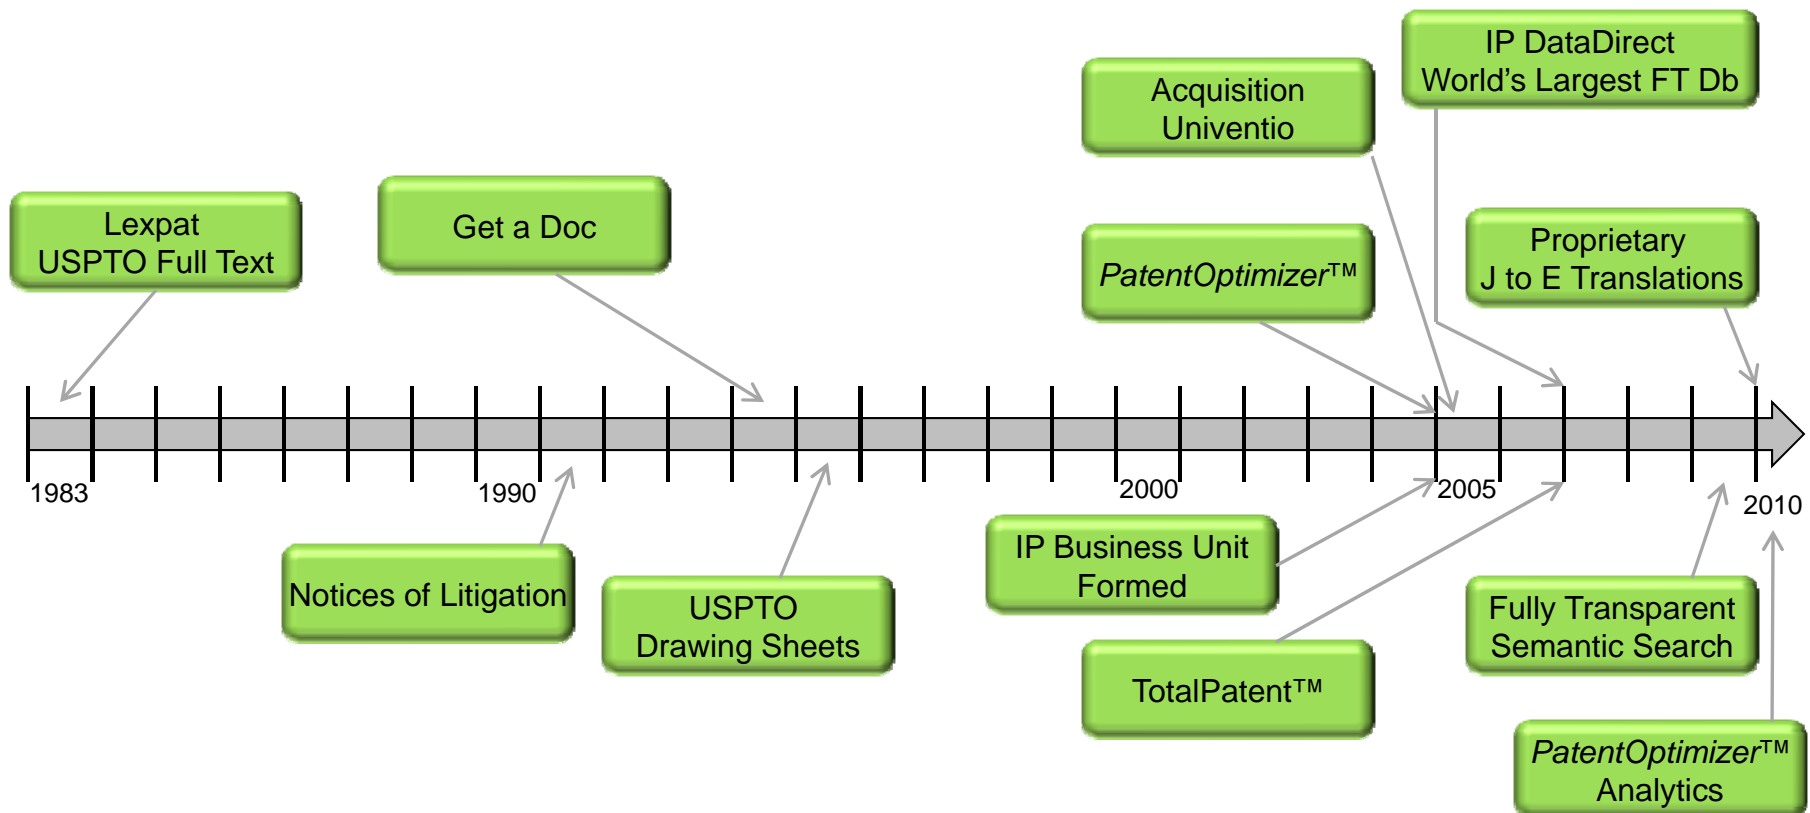 IP DataDirect
World's Largest FT Db
Acquisition
Univentio
Lexpat
USPTO Full Text
Get a Doc
PatentOptimizer™
Proprietary
J to E Translations
1983
1990
2000
2005
2010
Notices of Litigation
USPTO
Drawing Sheets
IP Business Unit
Formed
TotalPatent™
Fully Transparent
Semantic Search
PatentOptimizer™
Analytics